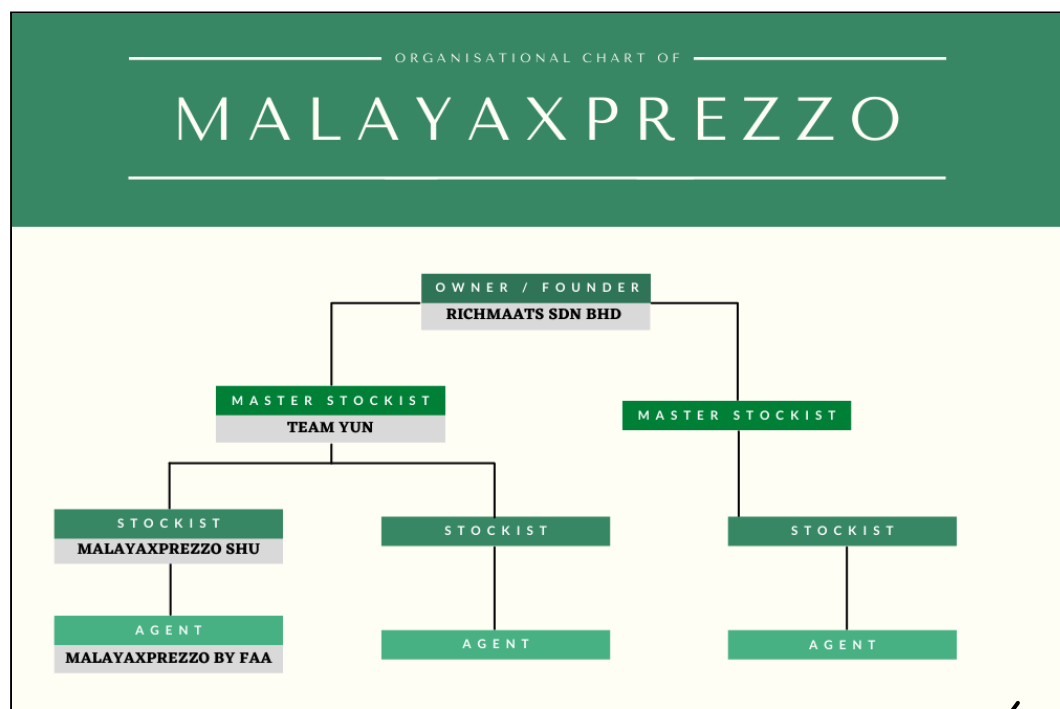 ORGANISATIONAL CHART OF
MALAYAXPREZZO
OWNER / FOUNDER
RICHMAATS SDN BHD
MASTER STOCKIST
TEAM YUN
MASTER STOCKIST
STOCKIST
MALAYAXPREZZO SHU
STOCKIST
STOCKIST
AGENT
MALAYAXPREZZO BY FAA
AGENT
AGENT